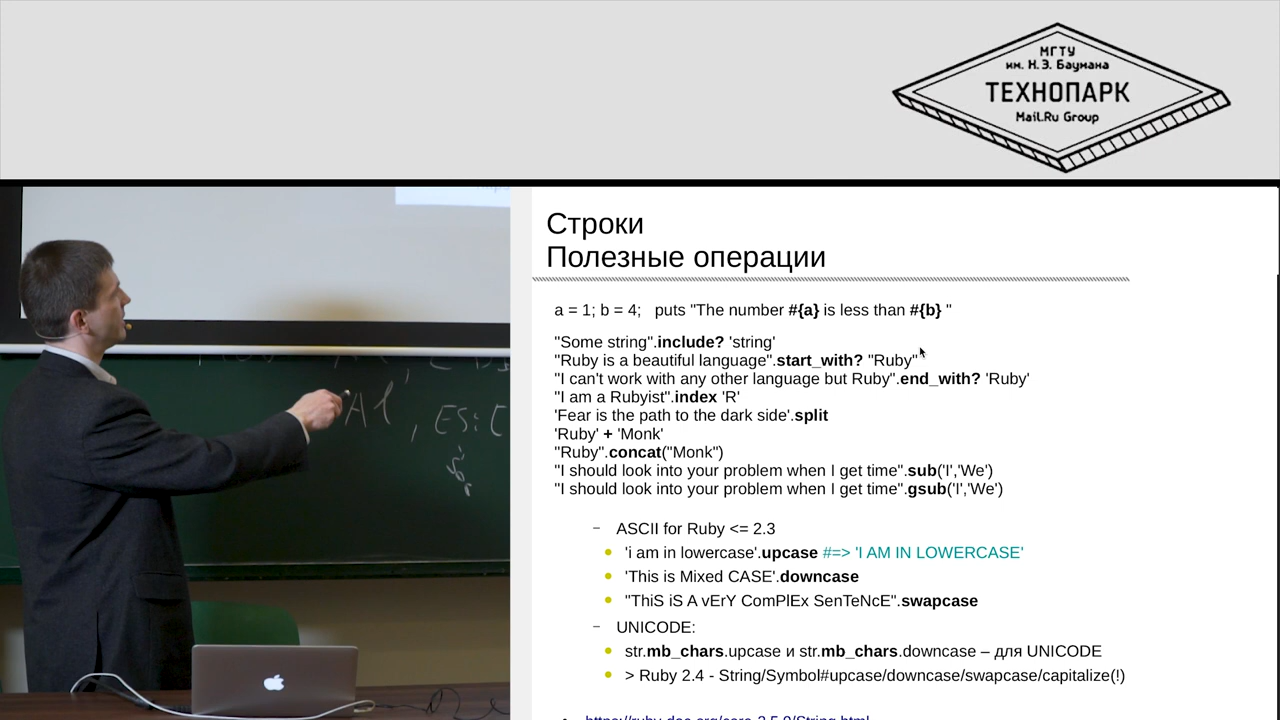 МГТУ
им. Н.Э. Баумана
ТЕХНОПАРК
Mail.Ru Group
Строки
Полезные операции
a = 1; b = 4;   puts "The number #{a} is less than #{b} "
"Some string".include? 'string'
"Ruby is a beautiful language".start_with? "Ruby"
"I can't work with any other language but Ruby".end_with? 'Ruby'
"I am a Rubyist".index 'R'
'Fear is the path to the dark side'.split
'Ruby' + 'Monk'
"Ruby".concat("Monk")
"I should look into your problem when I get time".sub('I','We')
"I should look into your problem when I get time".gsub('I','We')
– ASCII for Ruby <= 2.3
• 'i am in lowercase'.upcase #=> 'I AM IN LOWERCASE'
• 'This is Mixed CASE'.downcase
• "ThiS iS A vErY ComPlEx SenTeNcE".swapcase
– UNICODE:
• str.mb_chars.upcase и str.mb_chars.downcase – для UNICODE
• > Ruby 2.4 - String/Symbol#upcase/downcase/swapcase/capitalize(!)